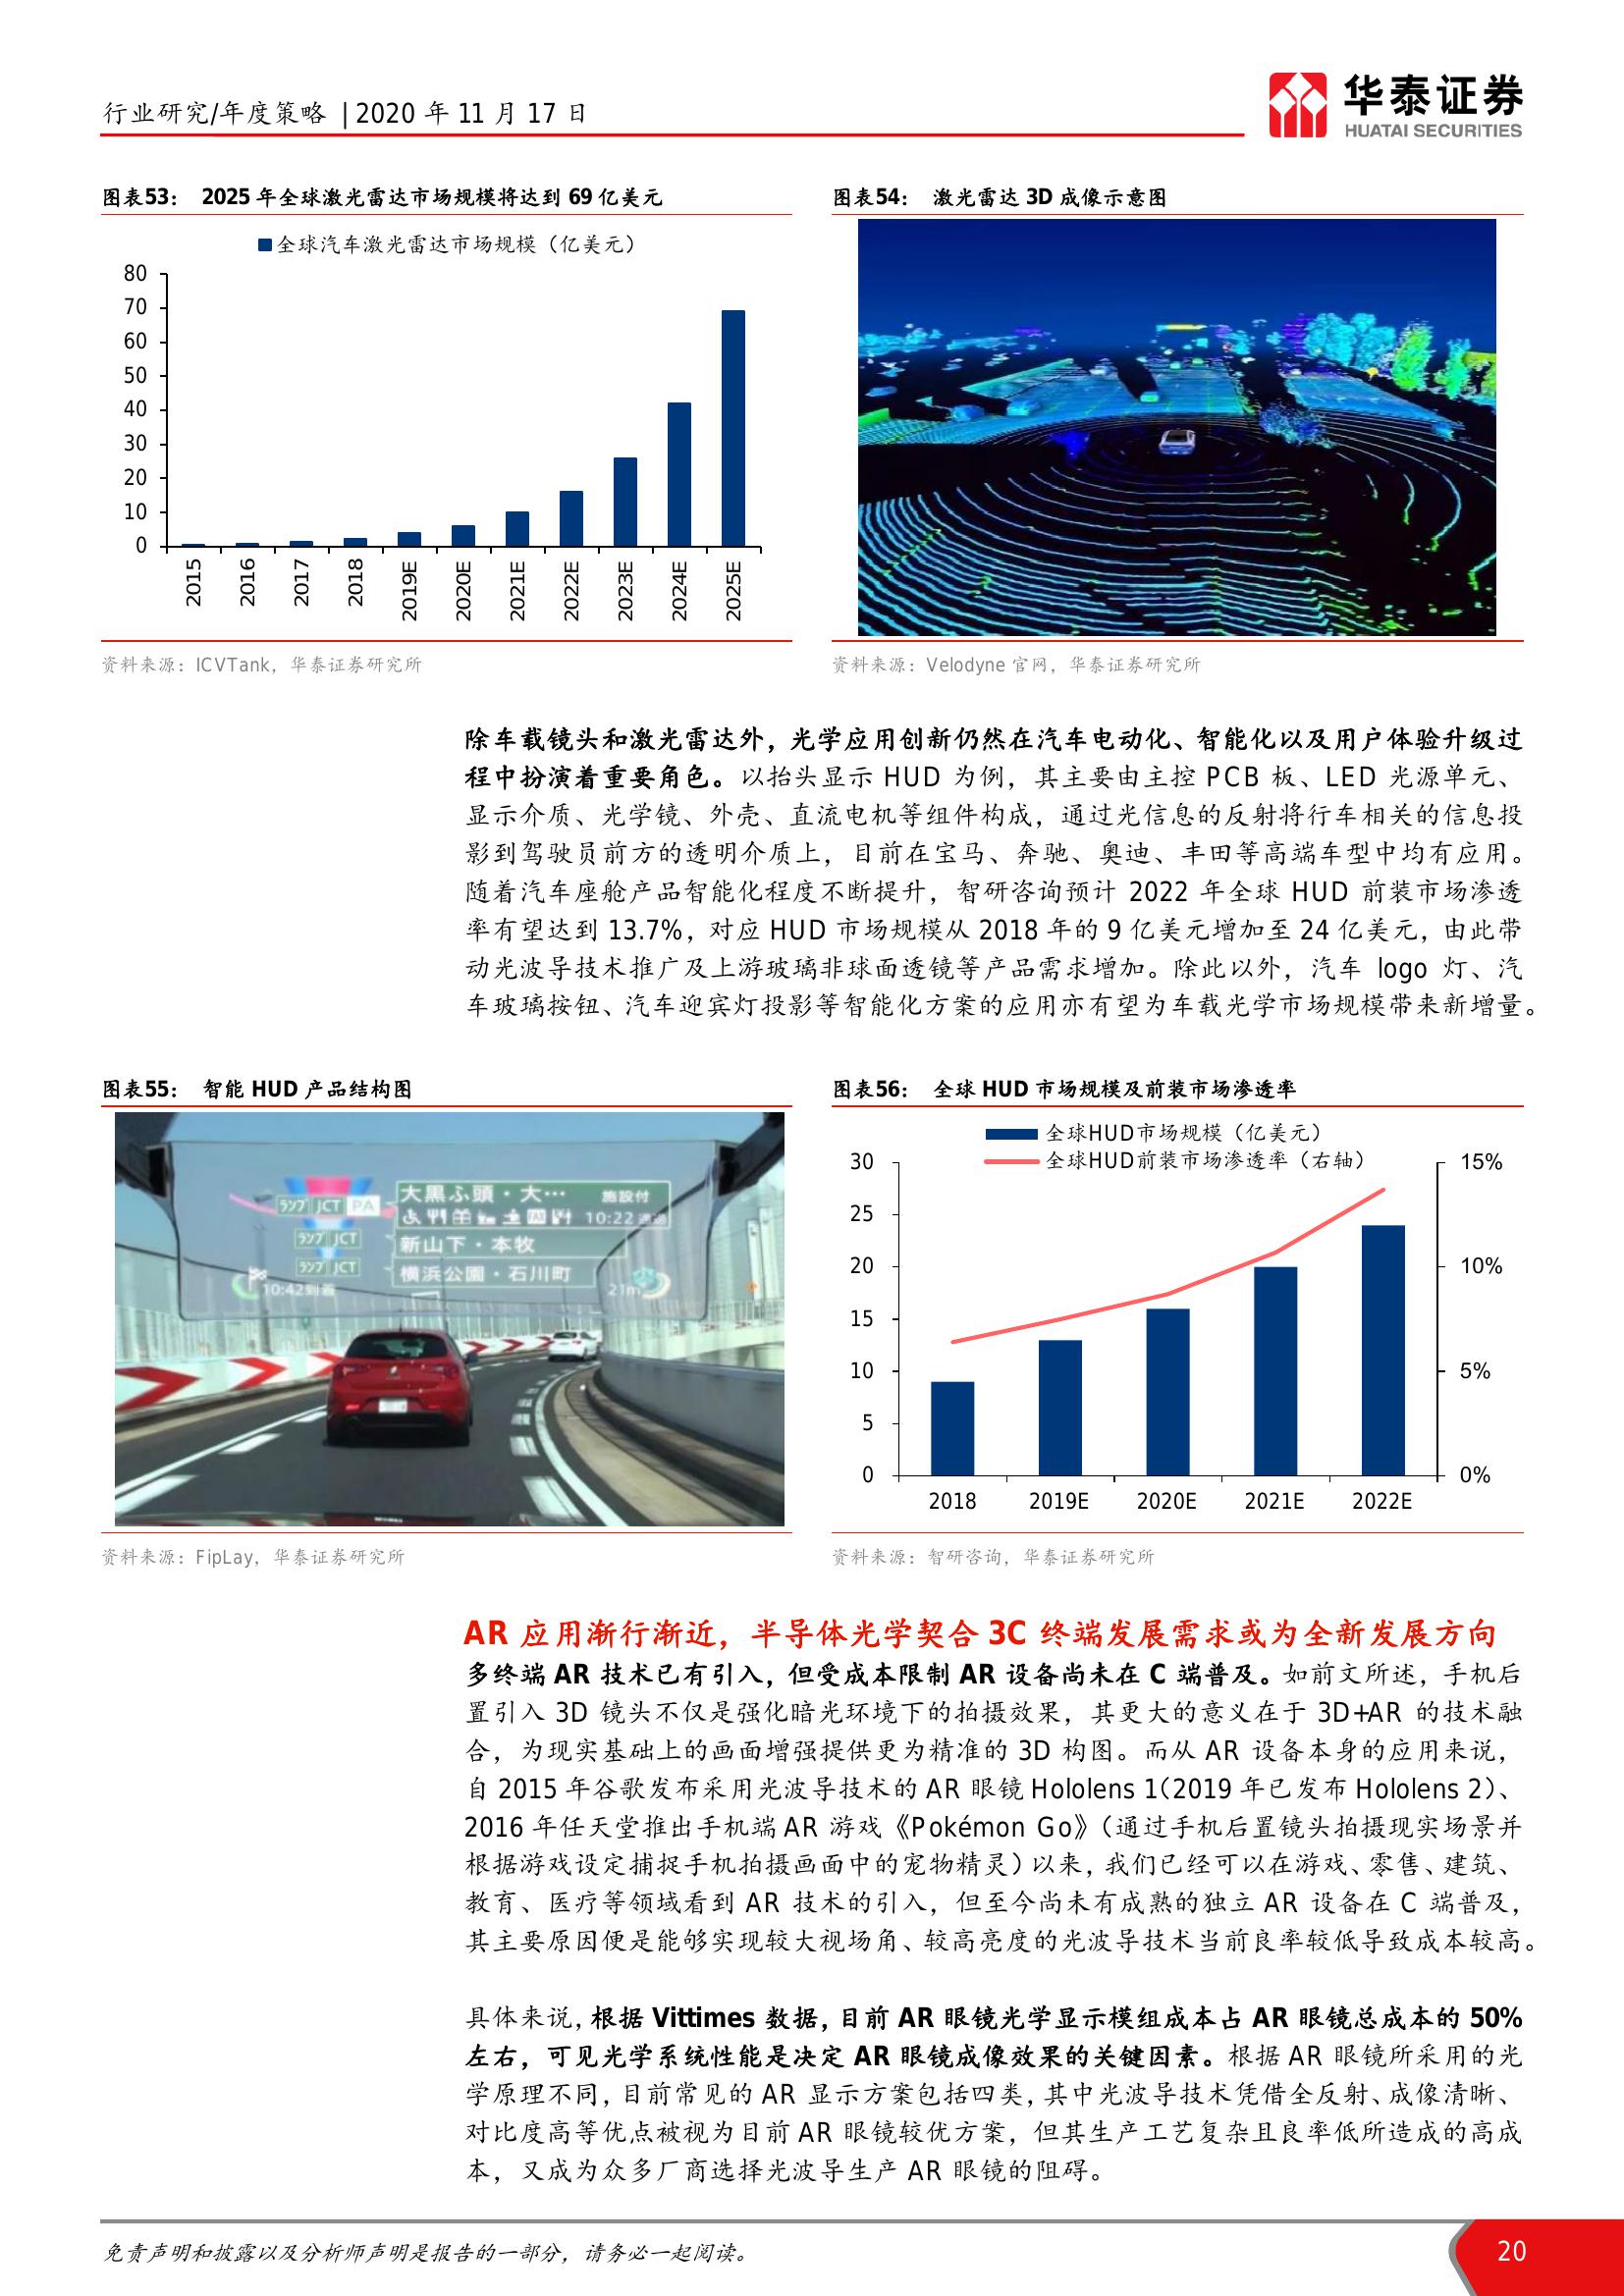 行业研究/年度策略 | 2020 年 11 月 17 日
华泰证券
HUATAI SECURITIES
图表53： 2025 年全球激光雷达市场规模将达到 69 亿美元
全球汽车激光雷达市场规模（亿美元）
80
70
60
50
40
30
20
10
0
2015
2016
2017
2018
2019E
2020E
2021E
2022E
2023E
2024E
2025E
资料来源：ICVTank，华泰证券研究所
图表54： 激光雷达 3D 成像示意图
资料来源：Velodyne 官网，华泰证券研究所
除车载镜头和激光雷达外，光学应用创新仍然在汽车电动化、智能化以及用户体验升级过
程中扮演着重要角色。以抬头显示 HUD 为例，其主要由主控 PCB 板、LED 光源单元、
显示介质、光学镜、外壳、直流电机等组件构成，通过光信息的反射将行车相关的信息投
影到驾驶员前方的透明介质上，目前在宝马、奔驰、奥迪、丰田等高端车型中均有应用。
随着汽车座舱产品智能化程度不断提升，智研咨询预计 2022 年全球 HUD 前装市场渗透
率有望达到 13.7%，对应 HUD 市场规模从 2018 年的 9 亿美元增加至 24 亿美元，由此带
动光波导技术推广及上游玻璃非球面透镜等产品需求增加。除此以外，汽车 logo 灯、汽
车玻璃按钮、汽车迎宾灯投影等智能化方案的应用亦有望为车载光学市场规模带来新增量。
图表55： 智能 HUD 产品结构图
ランプ JCT PA
大黒ふ頭・大…
施設付
10:22
ランプ JCT
新山下・本牧
ランプ JCT
横浜公園・石川町
10:42到着
21m
资料来源：FipLay，华泰证券研究所
图表56： 全球 HUD 市场规模及前装市场渗透率
全球HUD市场规模（亿美元）
全球HUD前装市场渗透率（右轴）
30
25
20
15
10
5
0
15%
10%
5%
0%
2018
2019E
2020E
2021E
2022E
资料来源：智研咨询，华泰证券研究所
AR 应用渐行渐近，半导体光学契合 3C 终端发展需求或为全新发展方向
多终端 AR 技术已有引入，但受成本限制 AR 设备尚未在 C 端普及。如前文所述，手机后
置引入 3D 镜头不仅是强化暗光环境下的拍摄效果，其更大的意义在于 3D+AR 的技术融
合，为现实基础上的画面增强提供更为精准的 3D 构图。而从 AR 设备本身的应用来说，
自 2015 年谷歌发布采用光波导技术的 AR 眼镜 Hololens 1（2019 年已发布 Hololens 2）、
2016 年任天堂推出手机端 AR 游戏《Pokémon Go》（通过手机后置镜头拍摄现实场景并
根据游戏设定捕捉手机拍摄画面中的宠物精灵）以来，我们已经可以在游戏、零售、建筑、
教育、医疗等领域看到 AR 技术的引入，但至今尚未有成熟的独立 AR 设备在 C 端普及，
其主要原因便是能够实现较大视场角、较高亮度的光波导技术当前良率较低导致成本较高。
具体来说，根据 Vittimes 数据，目前 AR 眼镜光学显示模组成本占 AR 眼镜总成本的 50%
左右，可见光学系统性能是决定 AR 眼镜成像效果的关键因素。根据 AR 眼镜所采用的光
学原理不同，目前常见的 AR 显示方案包括四类，其中光波导技术凭借全反射、成像清晰、
对比度高等优点被视为目前 AR 眼镜较优方案，但其生产工艺复杂且良率低所造成的高成
本，又成为众多厂商选择光波导生产 AR 眼镜的阻碍。
免责声明和披露以及分析师声明是报告的一部分，请务必一起阅读。
20